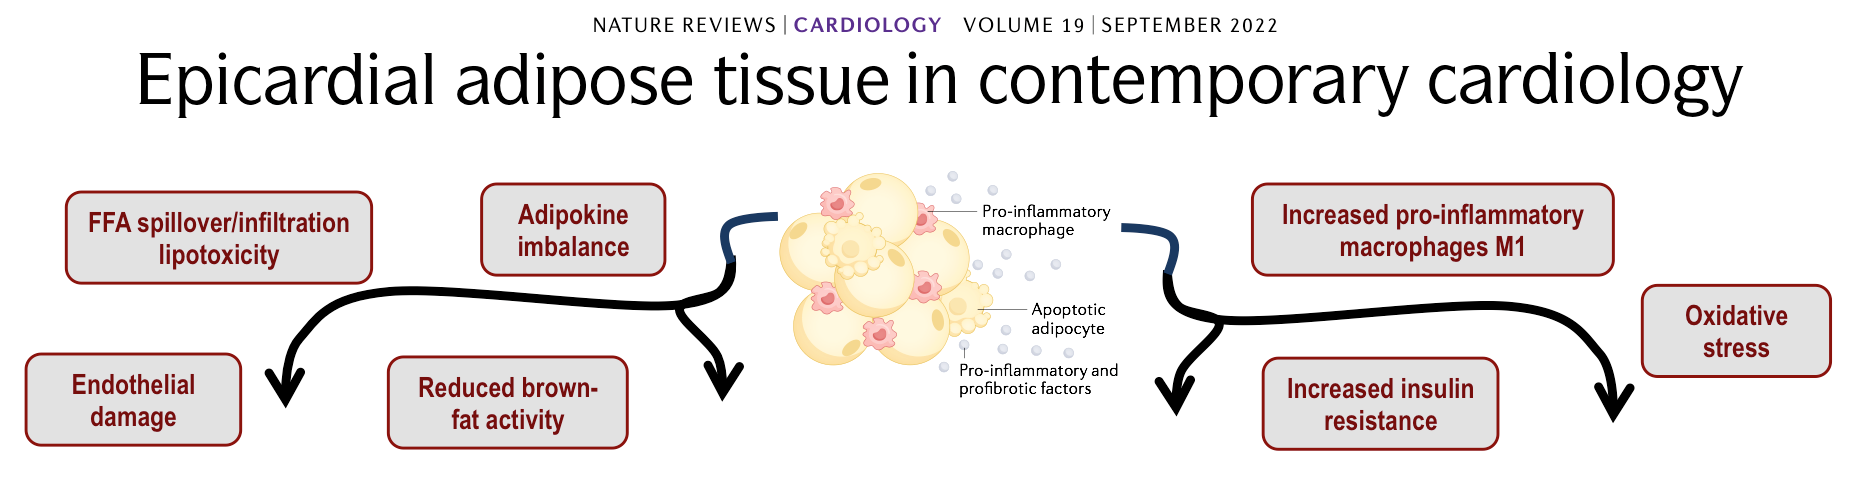 NATURE REVIEWS | CARDIOLOGY VOLUME 19 | SEPTEMBER 2022
Epicardial adipose tissue in contemporary cardiology
FFA spillover/infiltration
lipotoxicity
Adipokine
imbalance
Pro-inflammatory
macrophage
Increased pro-inflammatory
macrophages M1
Apoptotic
adipocyte
Oxidative
stress
Endothelial
damage
Reduced brown-
fat activity
Pro-inflammatory and
profibrotic factors
Increased insulin
resistance